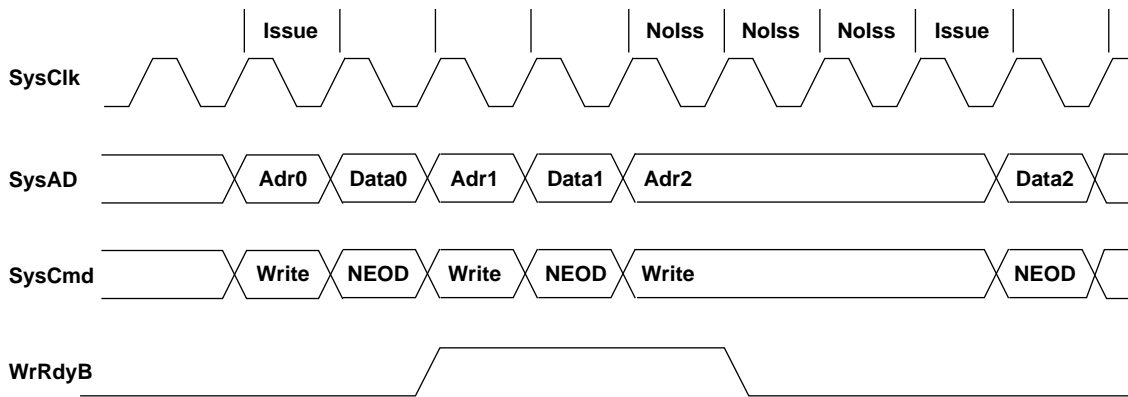 Issue NoIss NoIss NoIss Issue
SysClk
SysAD Adr0 Data0 Adr1 Data1 Adr2 Data2
SysCmd Write NEOD Write NEOD Write NEOD
WrRdyB